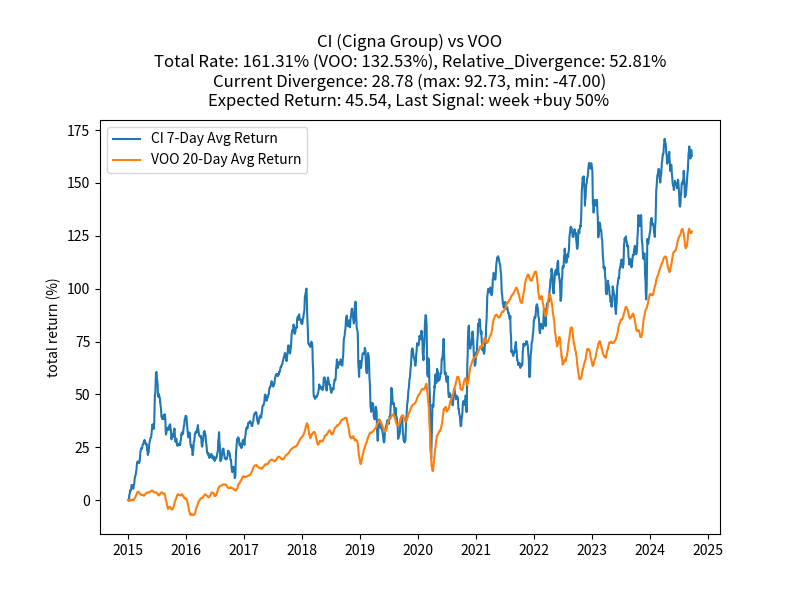 CI (Cigna Group) vs VOO
Total Rate: 161.31% (VOO: 132.53%), Relative_Divergence: 52.81%
Current Divergence: 28.78 (max: 92.73, min: -47.00)
Expected Return: 45.54, Last Signal: week +buy 50%
CI 7-Day Avg Return
VOO 20-Day Avg Return
total return (%)
175
150
125
100
75
50
25
0
2015 2016 2017 2018 2019 2020 2021 2022 2023 2024 2025